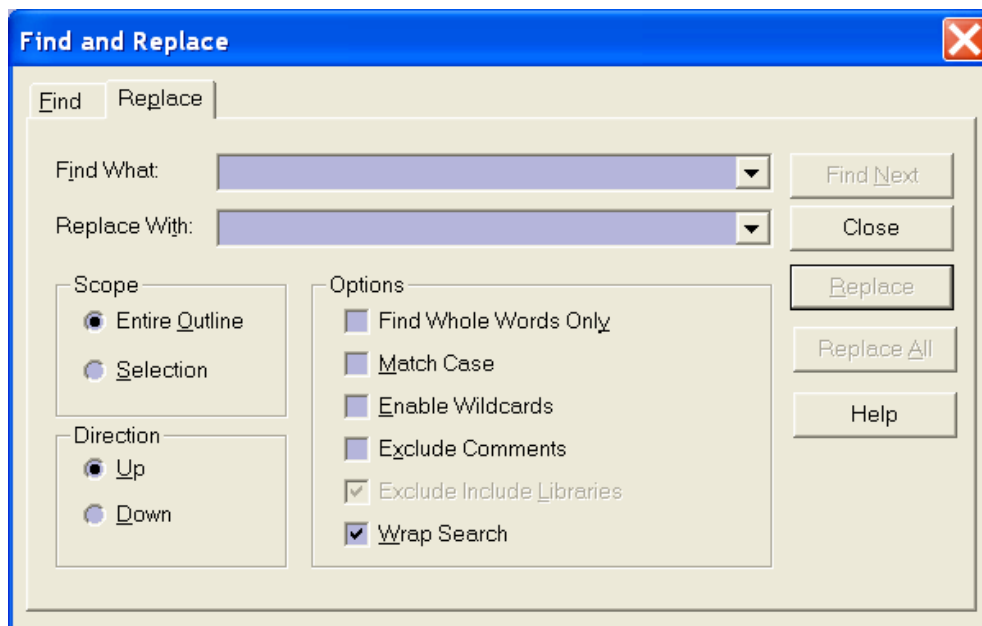 Find and Replace
Find Replace
Find What: Find Next
Replace With: Close
Scope Options Replace
Entire Outline Find Whole Words Only
Replace All
Selection Match Case
Enable Wildcards Help
Direction
Up Exclude Comments
Exclude Include Libraries
Down Wrap Search